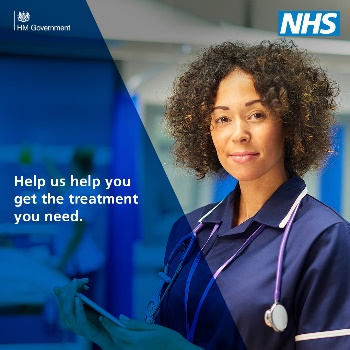 HM Government
NHS
Help us help you
get the treatment
you need.